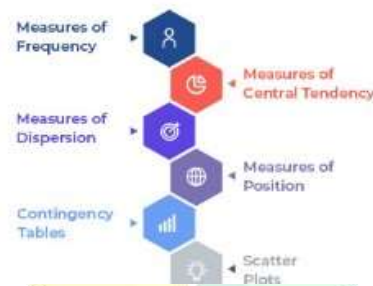 Measures of
Frequency
Measures of
Central Tendency
Measures of
Dispersion
Measures of
Position
Contingency
Tables
Scatter
Plots